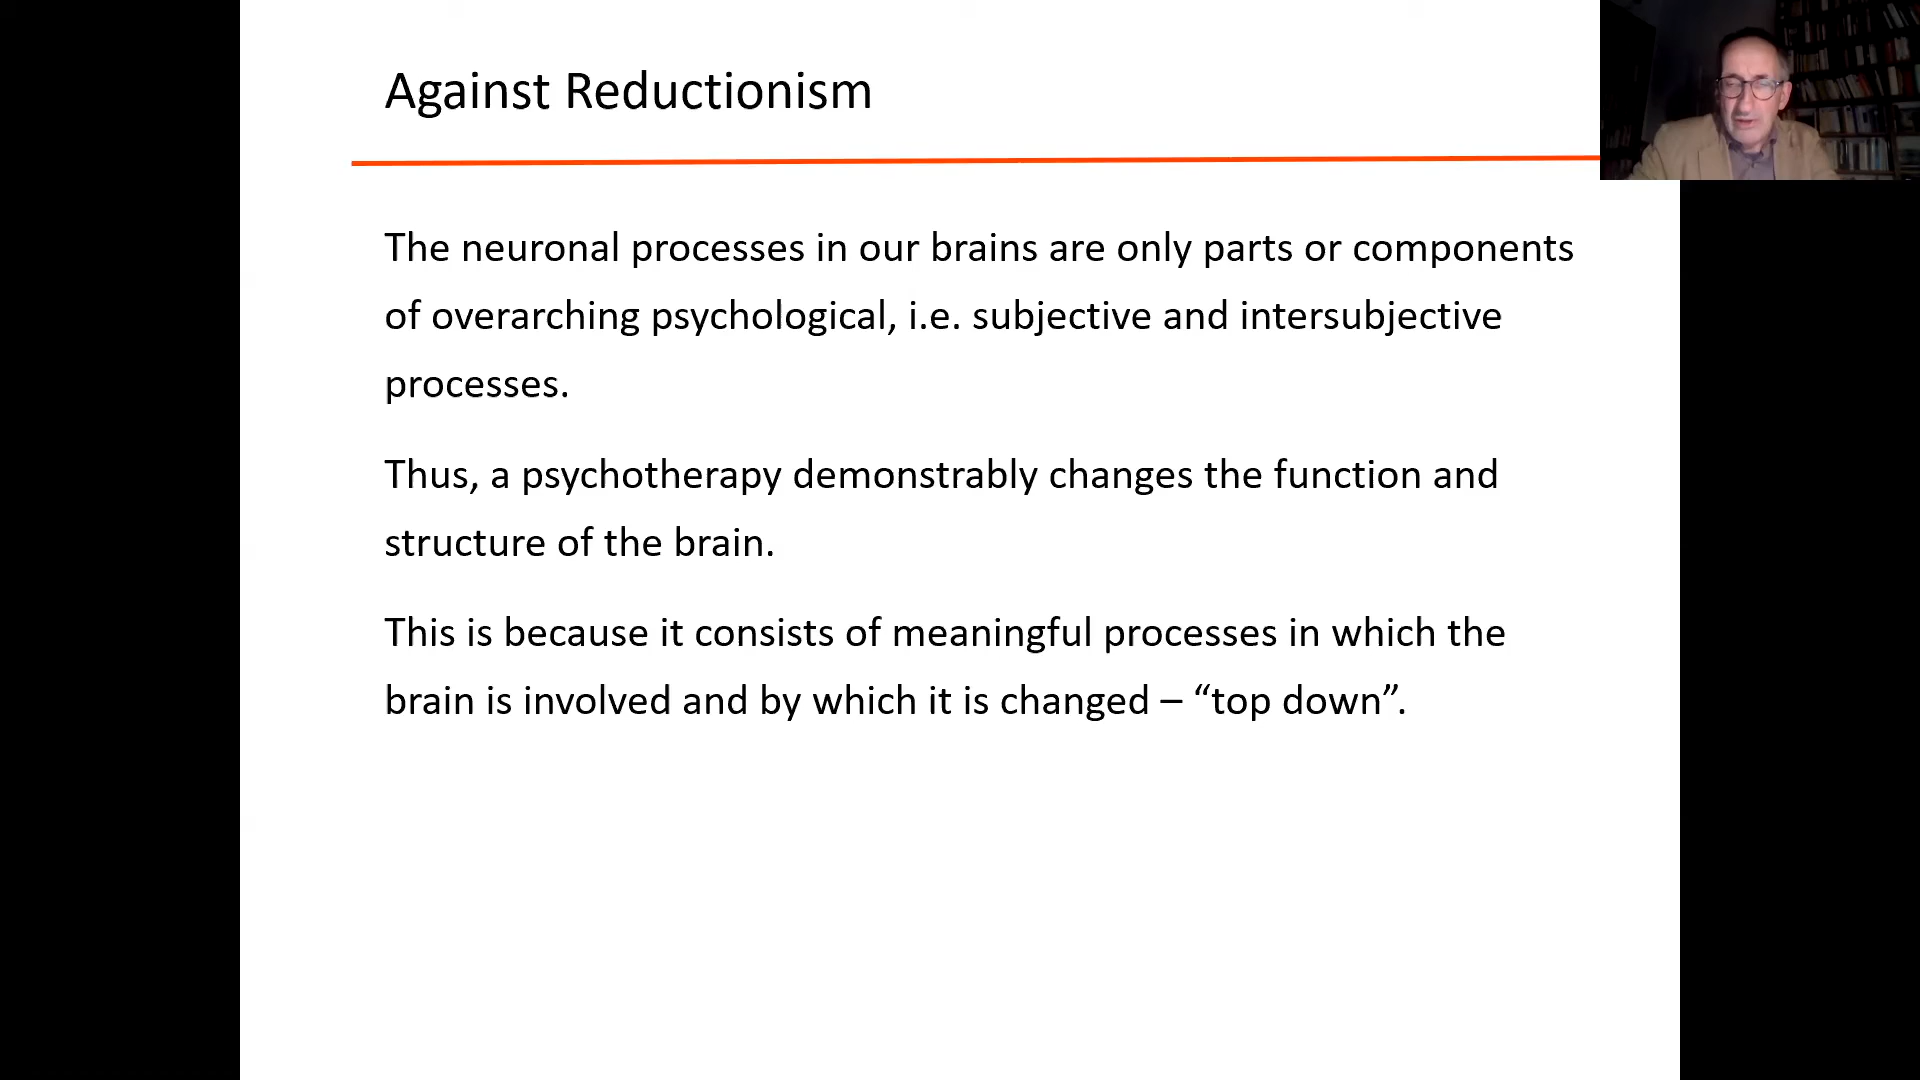 Against Reductionism
The neuronal processes in our brains are only parts or components
of overarching psychological, i.e. subjective and intersubjective
processes.
Thus, a psychotherapy demonstrably changes the function and
structure of the brain.
This is because it consists of meaningful processes in which the
brain is involved and by which it is changed – “top down”.